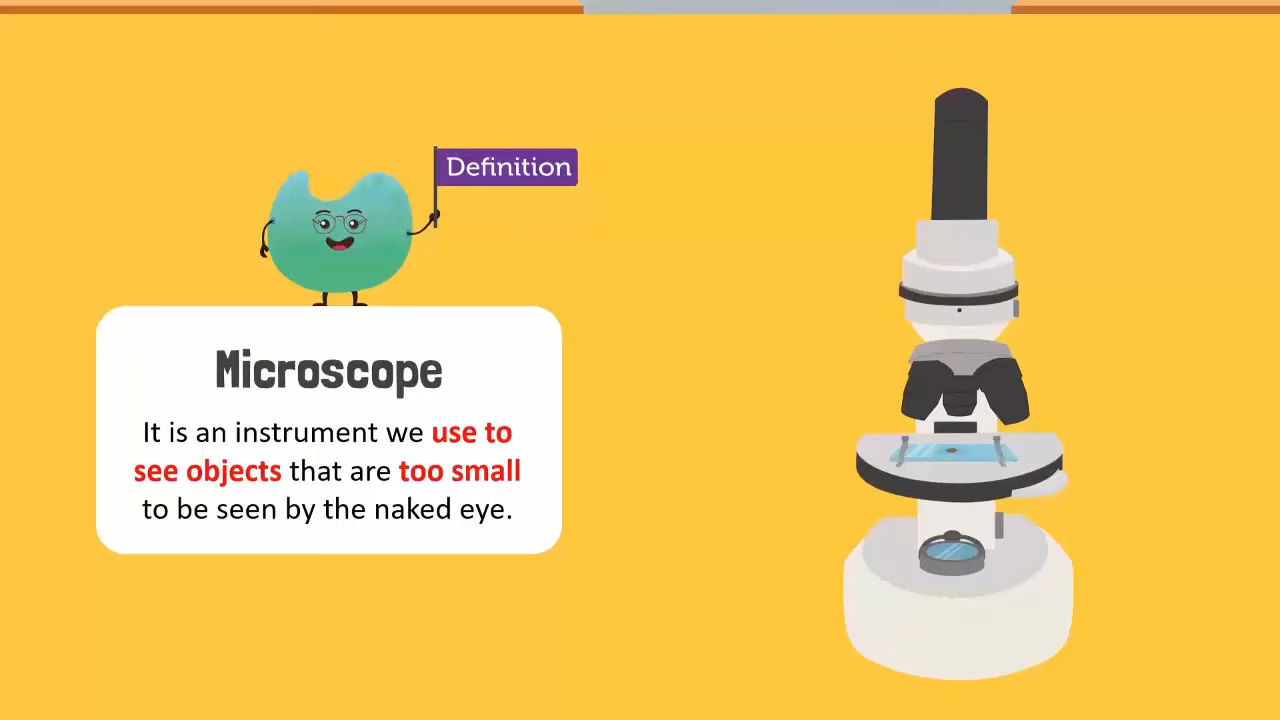 Definition
Microscope
It is an instrument we use to
see objects that are too small
to be seen by the naked eye.